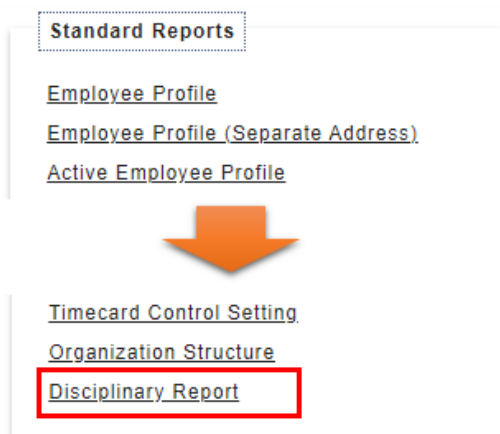 Standard Reports
Employee Profile
Employee Profile (Separate Address)
Active Employee Profile
Timecard Control Setting
Organization Structure
Disciplinary Report